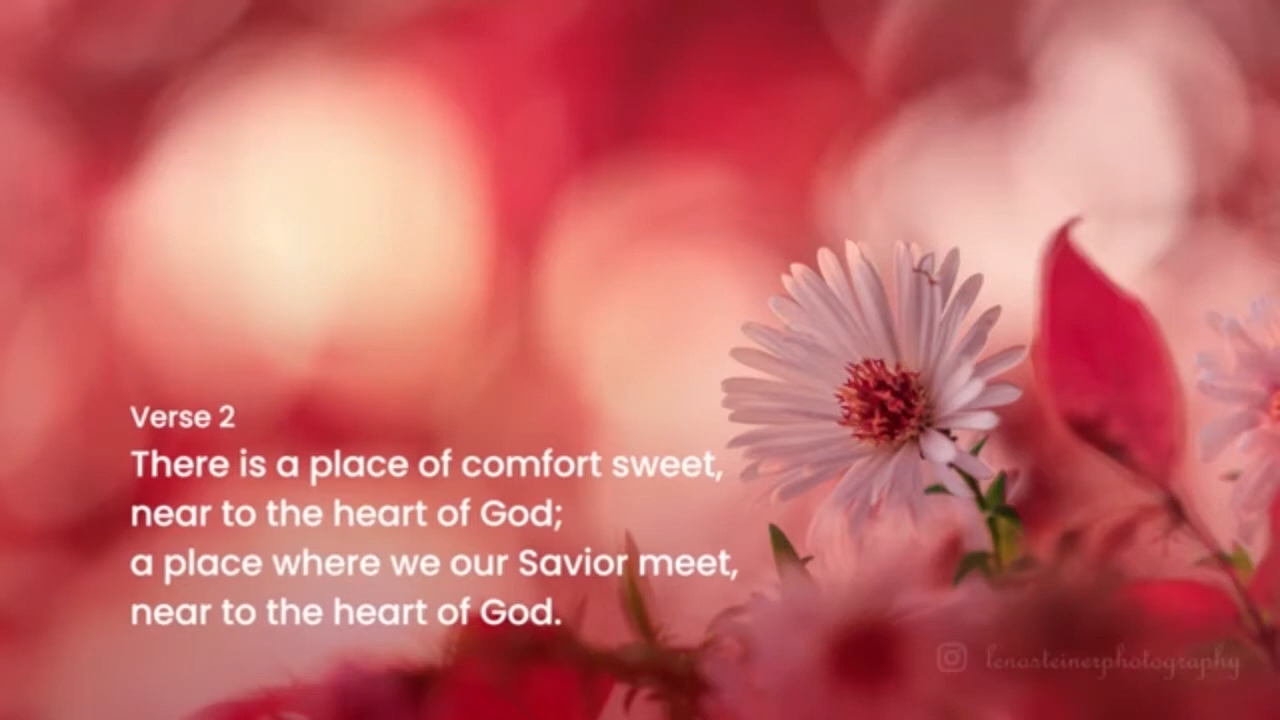 Verse 2
There is a place of comfort sweet,
near to the heart of God;
a place where we our Savior meet,
near to the heart of God.
lenasteinerphotography